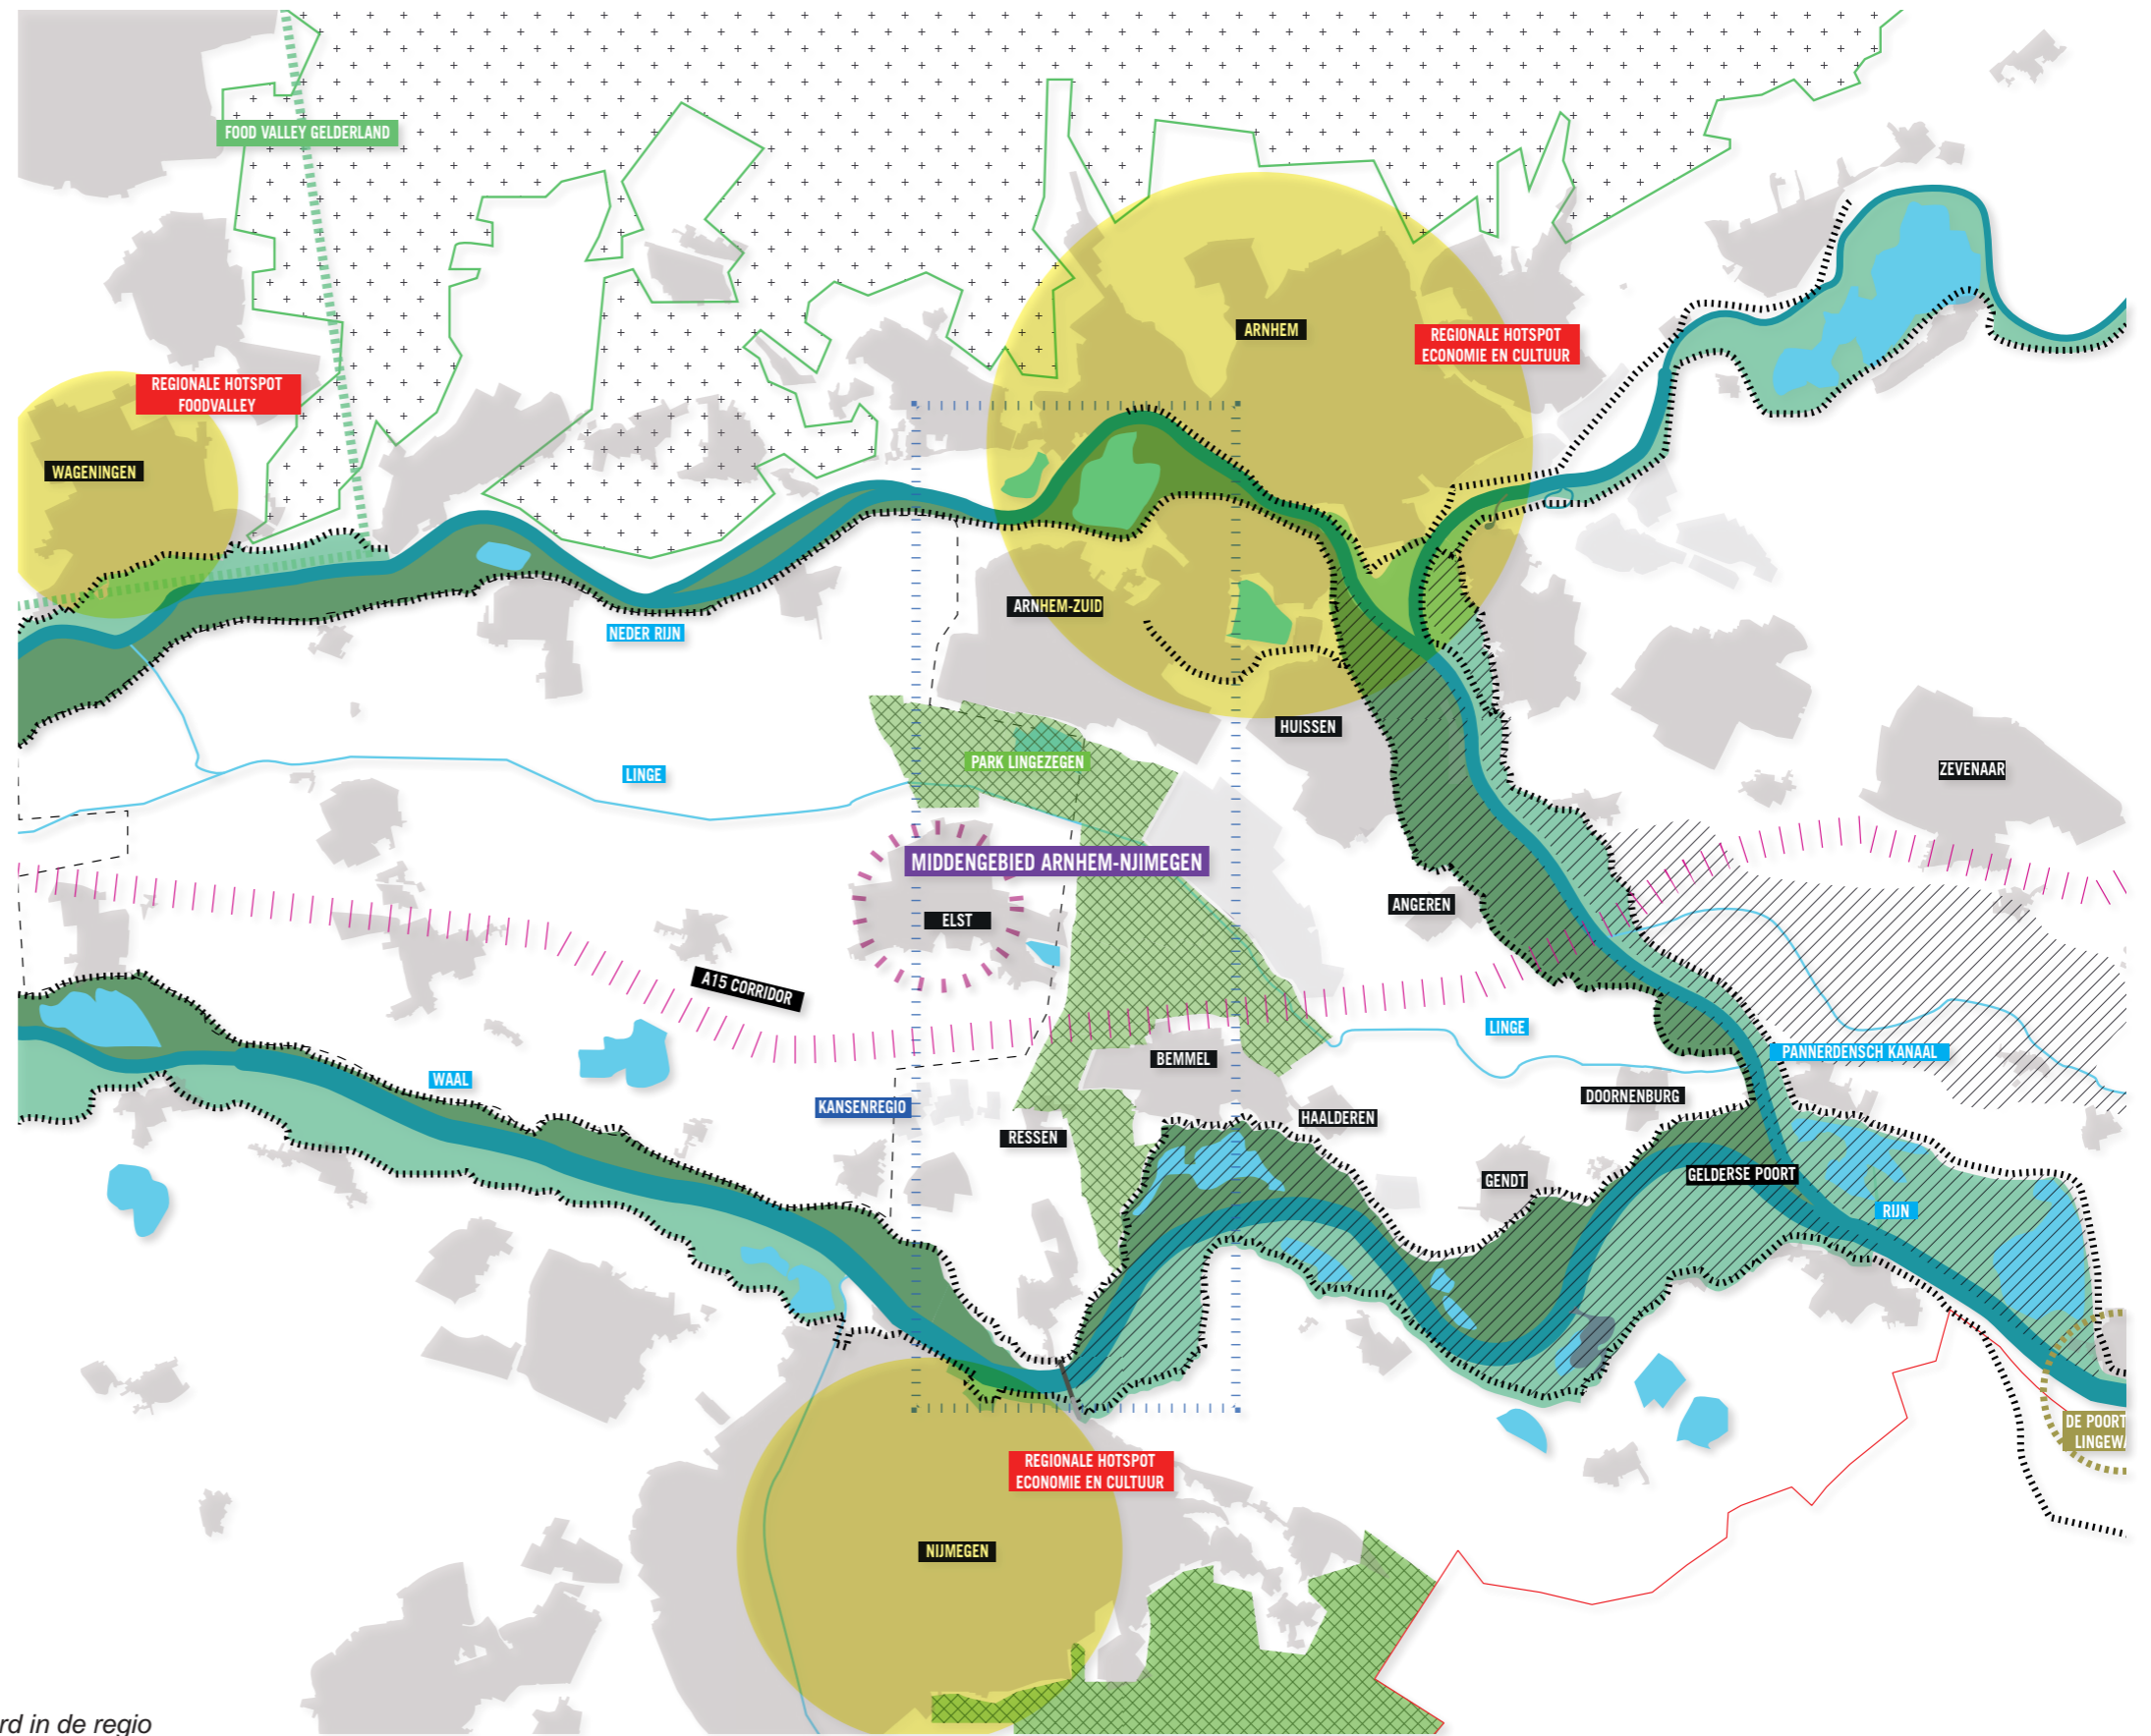 FOOD VALLEY GELDERLAND
ARNHEM
REGIONALE HOTSPOT
ECONOMIE EN CULTUUR
REGIONALE HOTSPOT
FOODVALLEY
WAGENINGEN
ARNHEM-ZUID
NEDER RIJN
HUISSEN
PARK LINGEZEGEN
LINGE
ZEVENAAR
MIDDENGEBIED ARNHEM-NJIMEGEN
ANGEREN
ELST
A15 CORRIDOR
LINGE
PANNERDENSCH KANAAL
BEMMEL
WAAL
DOORNENBURG
KANSENREGIO
HAALDEREN
RESSEN
GELDERSE POORT
GENDT
RIJN
DE POORT
LINGEWA
REGIONALE HOTSPOT
ECONOMIE EN CULTUUR
NIJMEGEN
rd in de regio